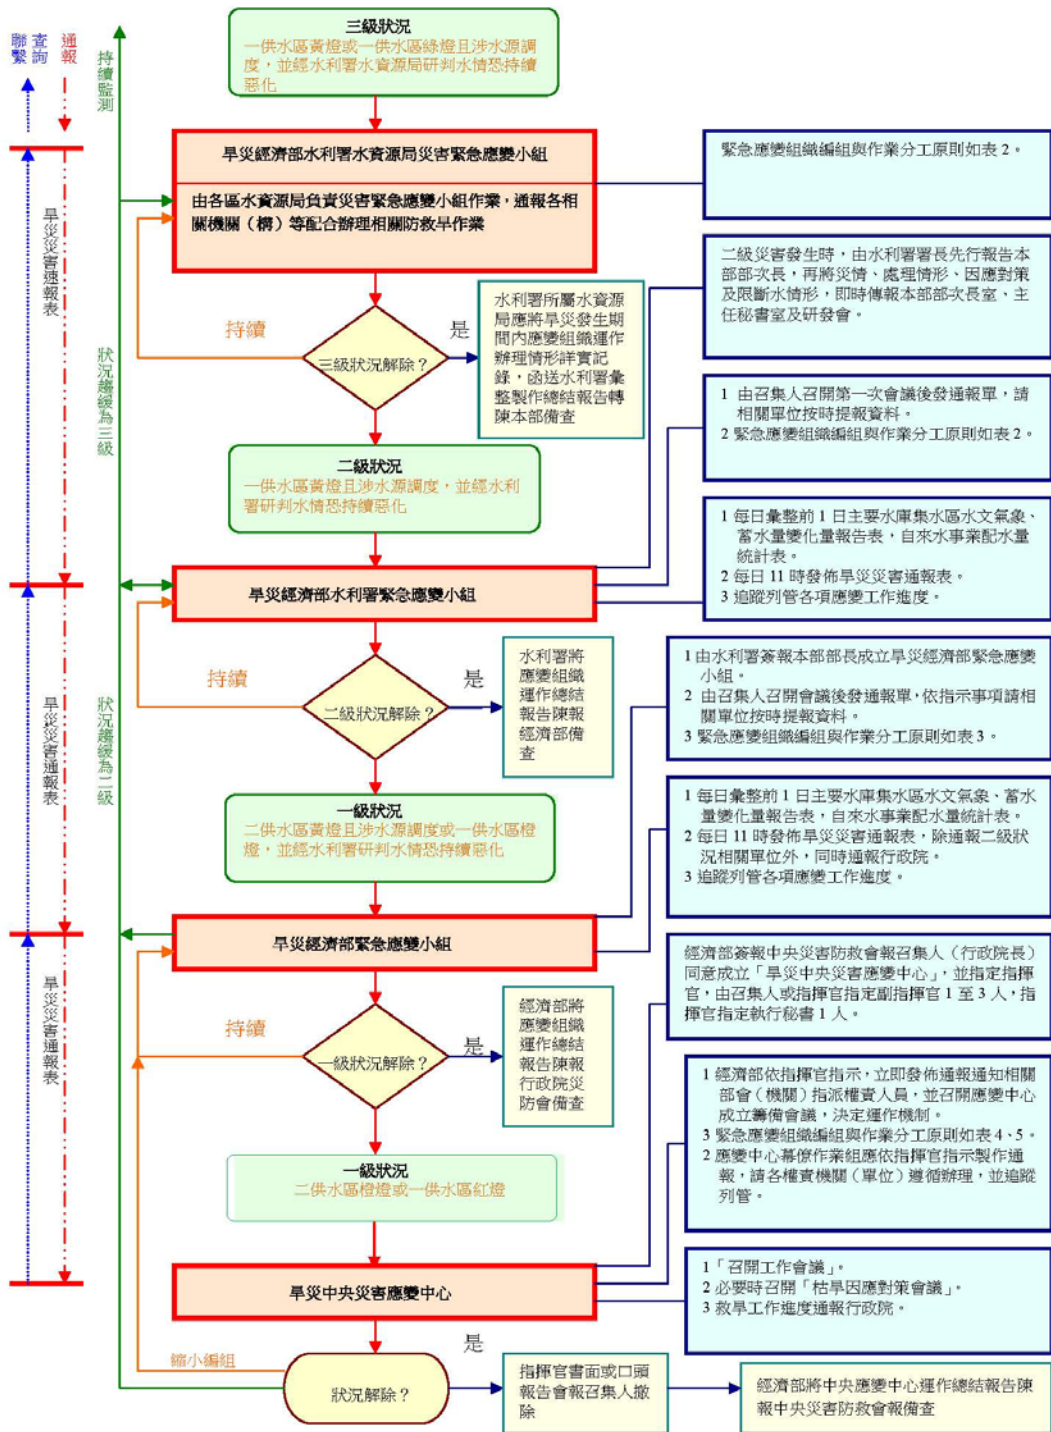 聯繫
查詢
通報
持續監測
三級狀況
一供水區黃燈或一供水區綠燈且涉水源調
度，並經水利署水資源局研判水情恐持續
惡化
旱災經濟部水利署水資源局災害緊急應變小組
由各區水資源局負責災害緊急應變小組作業，通報各相
關機關（構）等配合辦理相關防救旱作業
緊急應變組織編組與作業分工原則如表 2。
旱災災害速報表
二級災害發生時，由水利署署長先行報告本
部部次長，再將災情、處理情形、因應對策
及限斷水情形，即時傳報本部部次長室、主
任秘書室及研發會。
持續
三級狀況解除？
是
水利署所屬水資源
局應將旱災發生期
間內應變組織運作
辦理情形詳實記
錄，函送水利署彙
整製作總結報告轉
陳本部備查
狀況趨緩為三級
1 由召集人召開第一次會議後發通報單，請
相關單位按時提報資料。
2 緊急應變組織編組與作業分工原則如表 2。
二級狀況
一供水區黃燈且涉水源調度，並經水利
署研判水情恐持續惡化
1 每日彙整前 1 日主要水庫集水區水文氣象、
蓄水量變化量報告表，自來水事業配水量
統計表。
2 每日 11 時發佈旱災災害通報表。
3 追蹤列管各項應變工作進度。
旱災經濟部水利署緊急應變小組
持續
二級狀況解除？
是
水利署將
應變組織
運作總結
報告陳報
經濟部備
查
1 由水利署簽報本部部長成立旱災經濟部緊急應變
小組。
2 由召集人召開會議後發通報單，依指示事項請相
關單位按時提報資料。
3 緊急應變組織編組與作業分工原則如表 3。
旱災災害通報表
狀況趨緩為二級
一級狀況
二供水區黃燈且涉水源調度或一供水區橙
燈，並經水利署研判水情恐持續惡化
1 每日彙整前 1 日主要水庫集水區水文氣象、蓄水
量變化量報告表，自來水事業配水量統計表。
2 每日 11 時發佈旱災災害通報表，除通報二級狀
況相關單位外，同時通報行政院。
3 追蹤列管各項應變工作進度。
旱災經濟部緊急應變小組
經濟部簽報中央災害防救會報召集人（行政院長）
同意成立「旱災中央災害應變中心」，並指定指揮
官，由召集人或指揮官指定副指揮官 1 至 3 人，指
揮官指定執行秘書 1 人。
旱災災害通報表
持續
一級狀況解除？
是
經濟部將
應變組織
運作總結
報告陳報
行政院災
防會備查
1 經濟部依指揮官指示，立即發佈通報通知相關
部會（機關）指派權責人員，並召開應變中心
成立籌備會議，決定運作機制。
3 緊急應變組織編組與作業分工原則如表 4、5。
2 應變中心幕僚作業組應依指揮官指示製作通
報，請各權責機關（單位）遵循辦理，並追蹤
列管。
一級狀況
二供水區橙燈或一供水區紅燈
旱災中央災害應變中心
1「召開工作會議」。
2 必要時召開「枯旱因應對策會議」。
3 救旱工作進度通報行政院。
縮小編組
狀況解除？
是
指揮官書面或口頭
報告會報召集人撤
除
經濟部將中央應變中心運作總結報告陳
報中央災害防救會報備查